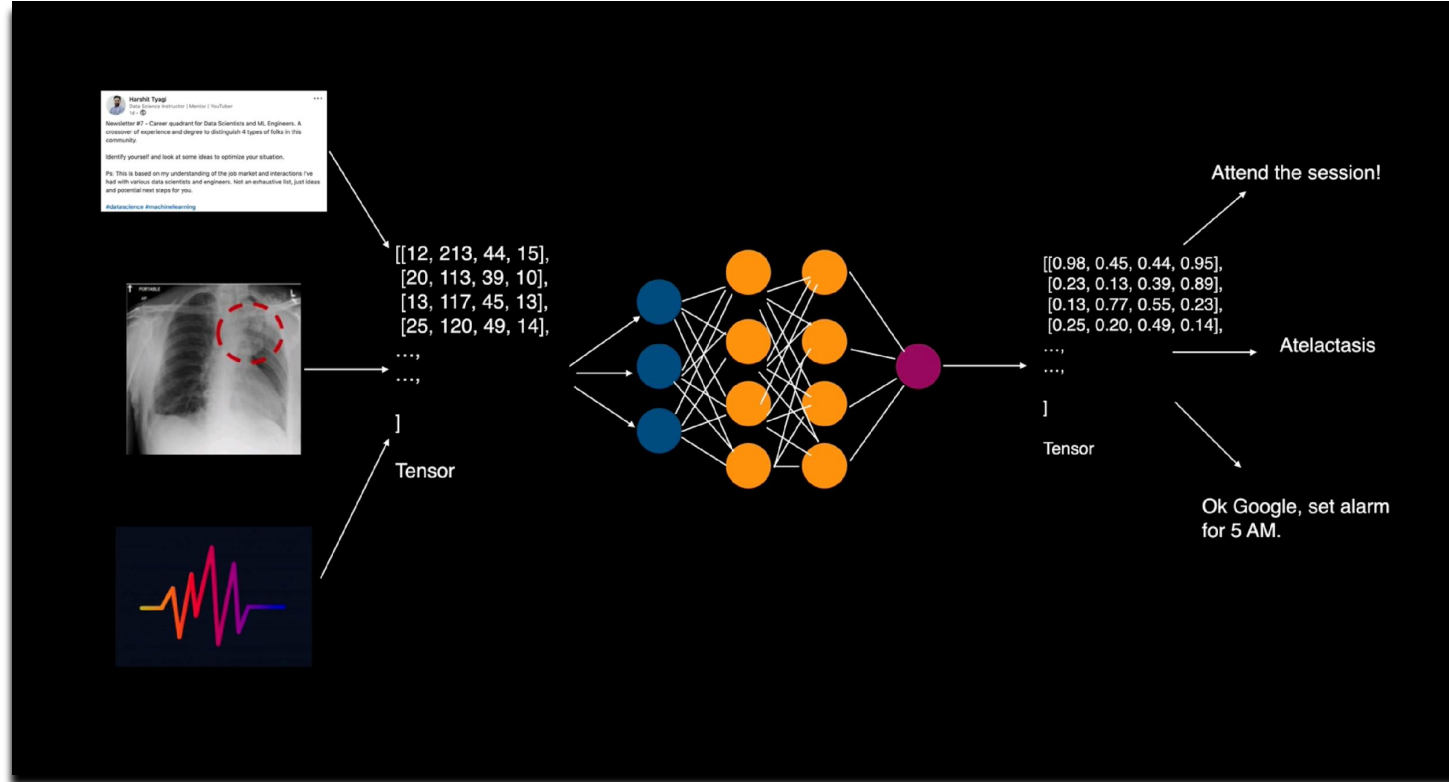 Harshit Tyagi
Data Science Instructor | Mentor | YouTuber
1d •
Newsletter #7 - Career quadrant for Data Scientists and ML Engineers. A
crossover of experience and degree to distinguish 4 types of folks in this
community.
Identify yourself and look at some ideas to optimize your situation.
Ps: This is based on my understanding of the job market and interactions I've
had with various data scientists and engineers. Not an exhaustive list, just ideas
and potential next steps for you.
#datascience #machinelearning
PORTABLE
L
[[12, 213, 44, 15],
[20, 113, 39, 10],
[13, 117, 45, 13],
[25, 120, 49, 14],
...,
...,
]
Tensor
[[0.98, 0.45, 0.44, 0.95],
[0.23, 0.13, 0.39, 0.89],
[0.13, 0.77, 0.55, 0.23],
[0.25, 0.20, 0.49, 0.14],
...,
...,
]
Tensor
Attend the session!
Atelactasis
Ok Google, set alarm
for 5 AM.